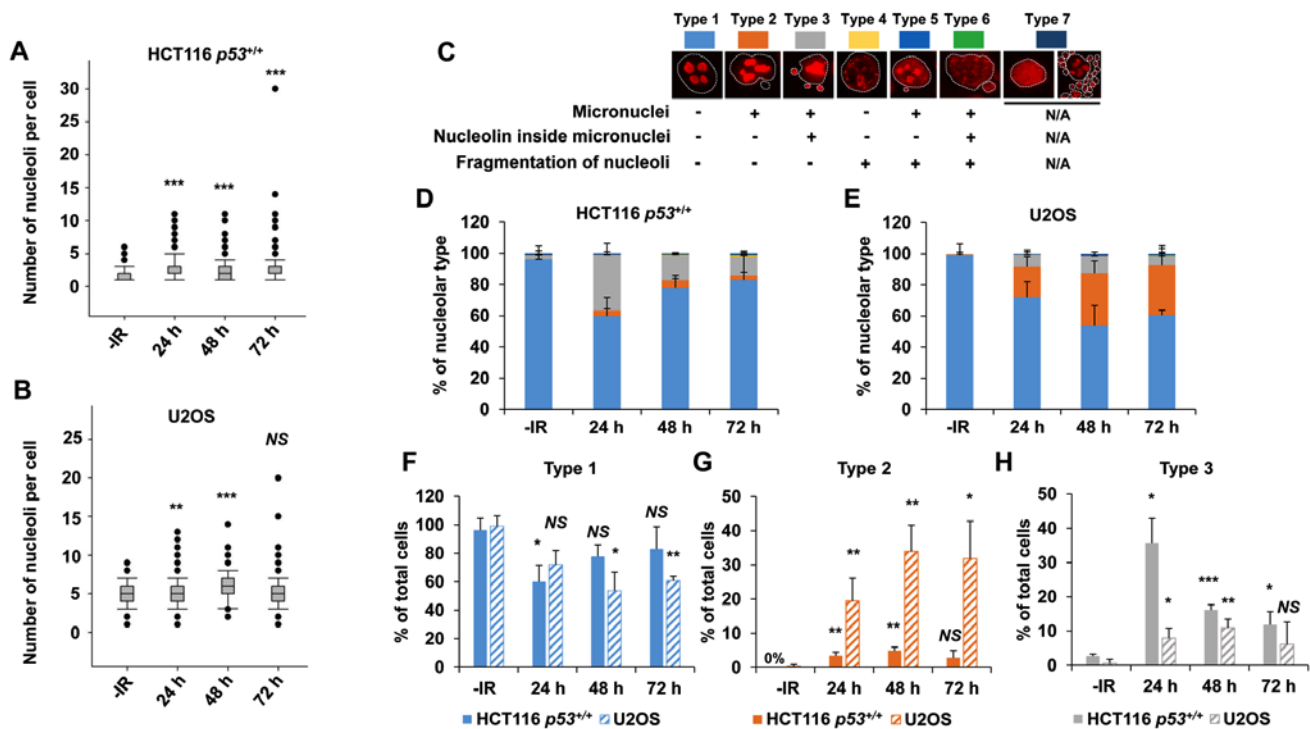 A
HCT116 p53+/+
Number of nucleoli per cell
30
25
20
15
10
5
0
***
***
***
-IR
24 h
48 h
72 h
B
U2OS
Number of nucleoli per cell
25
20
15
10
5
0
**
***
NS
-IR
24 h
48 h
72 h
C
Type 1 Type 2 Type 3 Type 4 Type 5 Type 6 Type 7
Micronuclei - + + - + + N/A
Nucleolin inside micronuclei - - + - - + N/A
Fragmentation of nucleoli - - - + + + N/A
D
HCT116 p53+/+
% of nucleolar type
120
100
80
60
40
20
0
-IR 24 h 48 h 72 h
E
U2OS
% of nucleolar type
120
100
80
60
40
20
0
-IR 24 h 48 h 72 h
F
Type 1
% of total cells
120
100
80
60
40
20
0
* NS NS * NS **
-IR 24 h 48 h 72 h
HCT116 p53+/+ U2OS
G
Type 2
% of total cells
50
40
30
20
10
0
0% ** ** ** ** NS *
-IR 24 h 48 h 72 h
HCT116 p53+/+ U2OS
H
Type 3
% of total cells
50
40
30
20
10
0
* * *** ** * NS
-IR 24 h 48 h 72 h
HCT116 p53+/+ U2OS